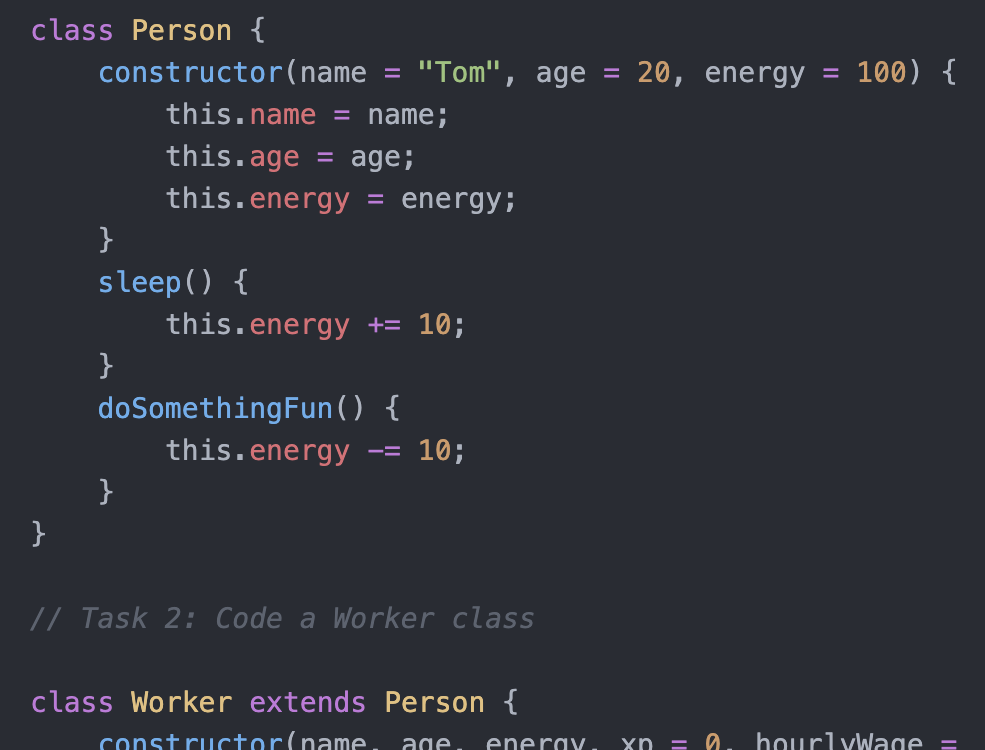 class Person {
    constructor(name = "Tom", age = 20, energy = 100) {
        this.name = name;
        this.age = age;
        this.energy = energy;
    }
    sleep() {
        this.energy += 10;
    }
    doSomethingFun() {
        this.energy -= 10;
    }
}
// Task 2: Code a Worker class
class Worker extends Person {
    constructor(name, age, energy, xp = 0, hourlyWage =